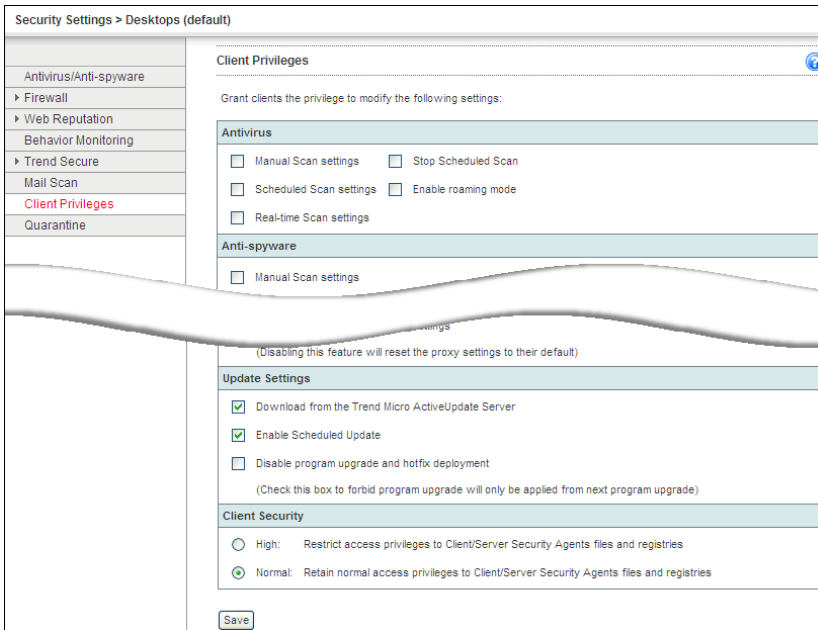 Security Settings > Desktops (default)
Antivirus/Anti-spyware
Firewall
Web Reputation
Behavior Monitoring
Trend Secure
Mail Scan
Client Privileges
Quarantine
Client Privileges
?
Grant clients the privilege to modify the following settings:
Antivirus
Manual Scan settings Stop Scheduled Scan
Scheduled Scan settings Enable roaming mode
Real-time Scan settings
Anti-spyware
Manual Scan settings
(Disabling this feature will reset the proxy settings to their default)
Update Settings
Download from the Trend Micro ActiveUpdate Server
Enable Scheduled Update
Disable program upgrade and hotfix deployment
(Check this box to forbid program upgrade will only be applied from next program upgrade)
Client Security
High: Restrict access privileges to Client/Server Security Agents files and registries
Normal: Retain normal access privileges to Client/Server Security Agents files and registries
Save